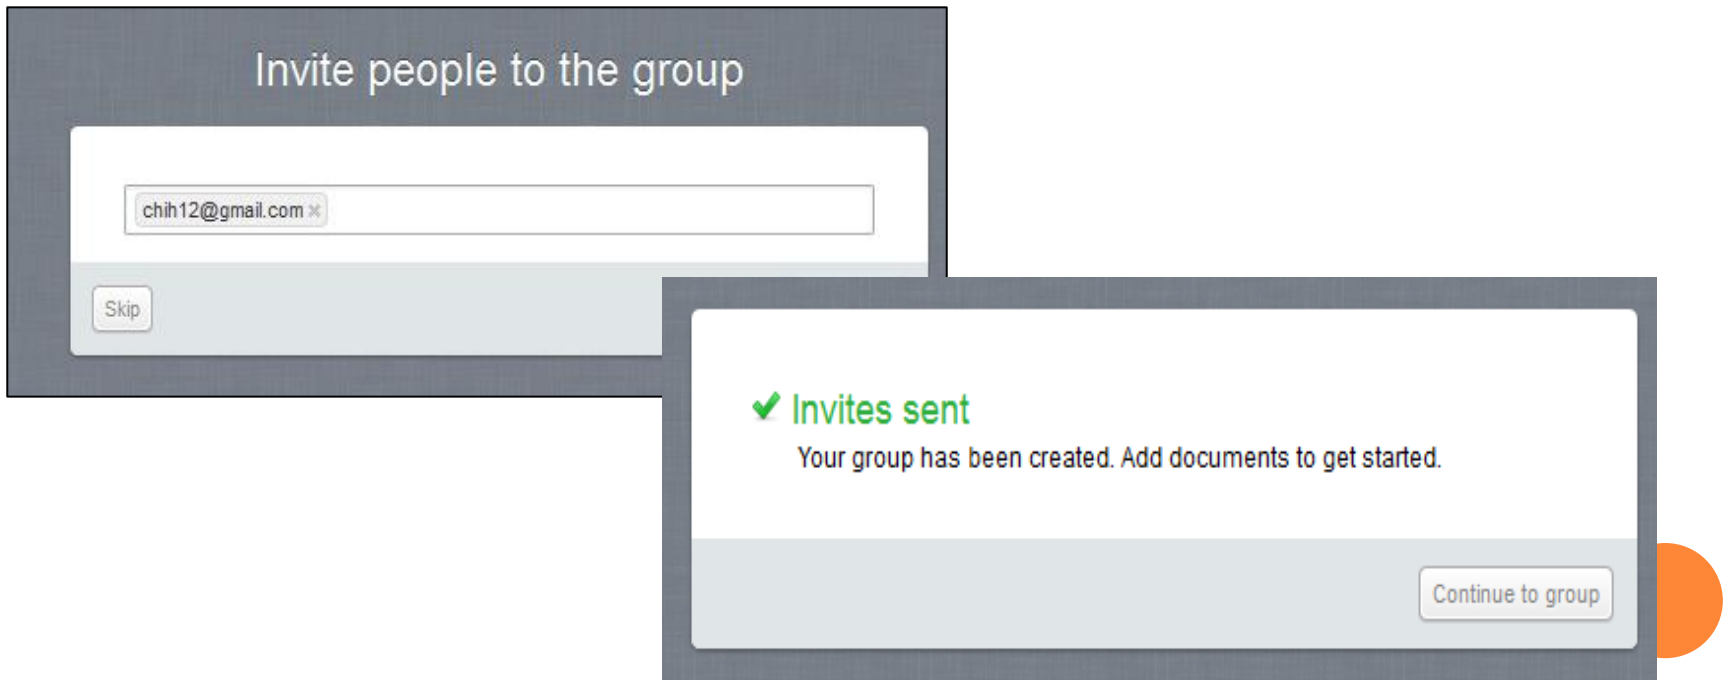 Invite people to the group
chih12@gmail.com
Skip
Invites sent
Your group has been created. Add documents to get started.
Continue to group